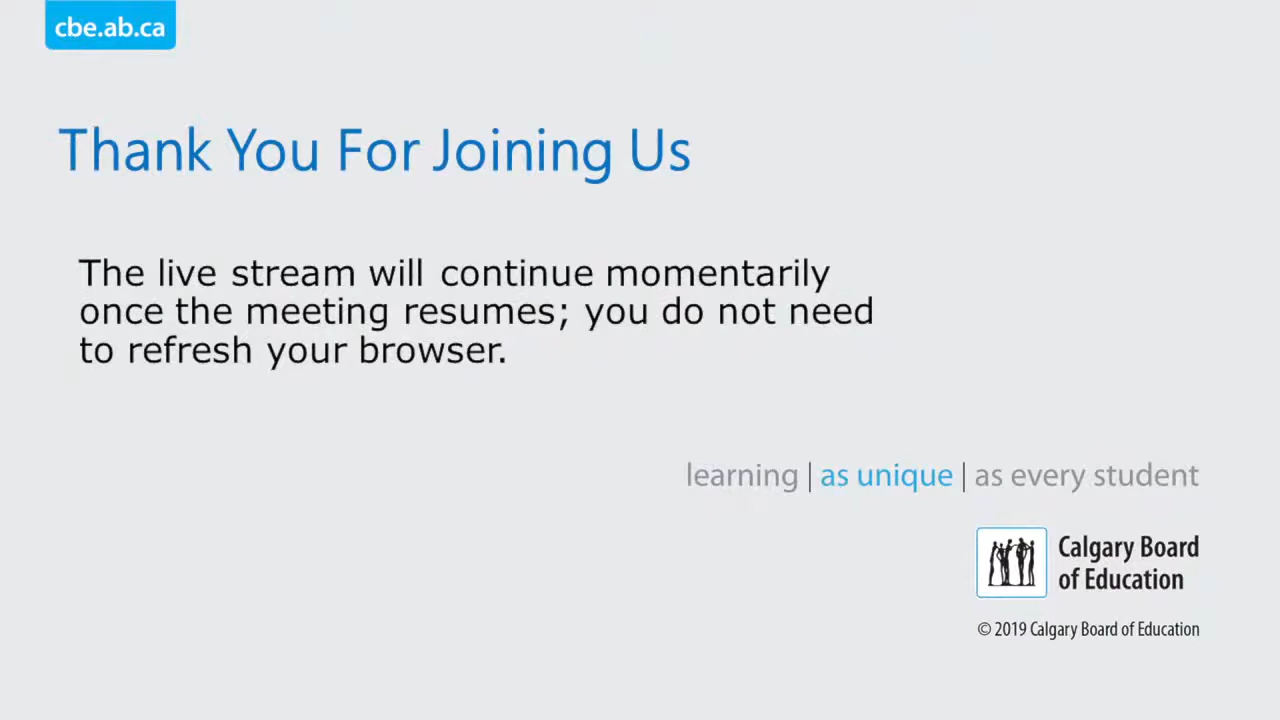 cbe.ab.ca
Thank You For Joining Us
The live stream will continue momentarily
once the meeting resumes; you do not need
to refresh your browser.
learning | as unique | as every student
Calgary Board
of Education
© 2019 Calgary Board of Education